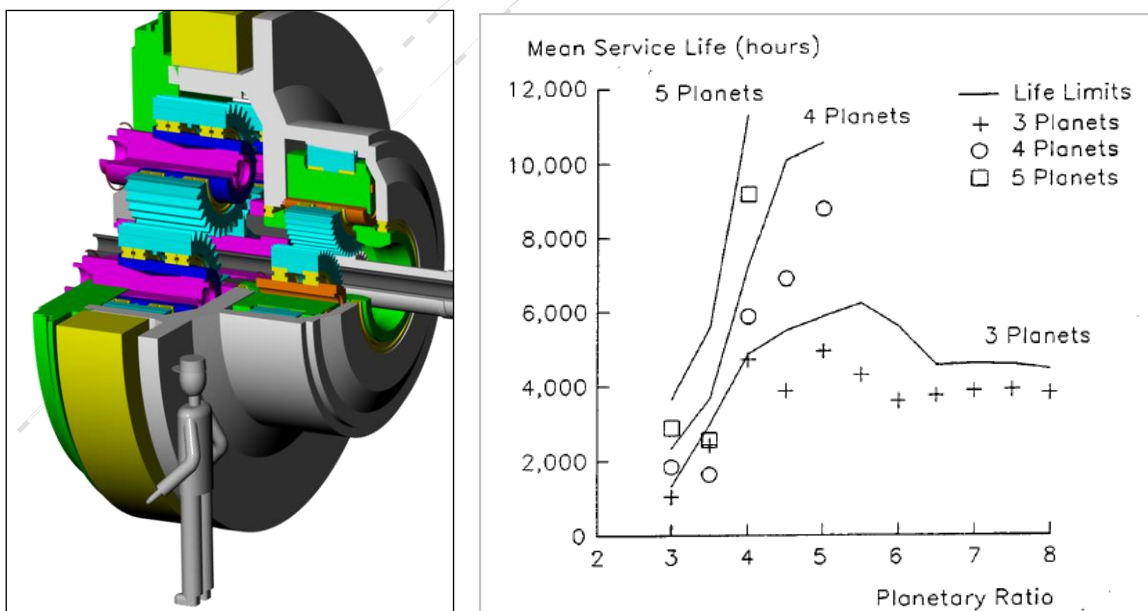 Mean Service Life (hours)
12,000
10,000
8,000
6,000
4,000
2,000
0
5 Planets
4 Planets
3 Planets
Life Limits
+ 3 Planets
○ 4 Planets
□ 5 Planets
2 3 4 5 6 7 8
Planetary Ratio